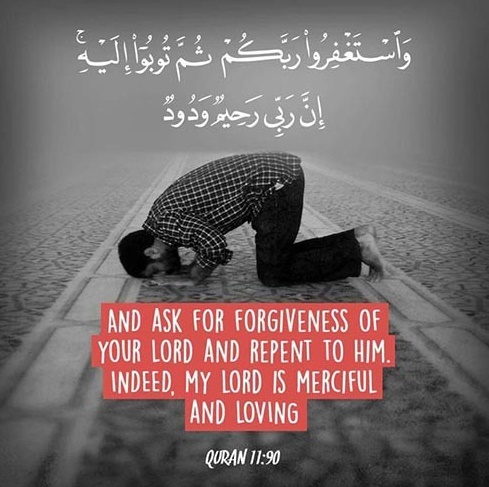 وَٱسْتَغْفِرُوا۟ رَبَّكُمْ ثُمَّ تُوبُوٓا۟ إِلَيْهِ ۚ
إِنَّ رَبِّى رَحِيمٌ وَدُودٌ
AND ASK FOR FORGIVENESS OF
YOUR LORD AND REPENT TO HIM.
INDEED, MY LORD IS MERCIFUL
AND LOVING
QURAN 11:90